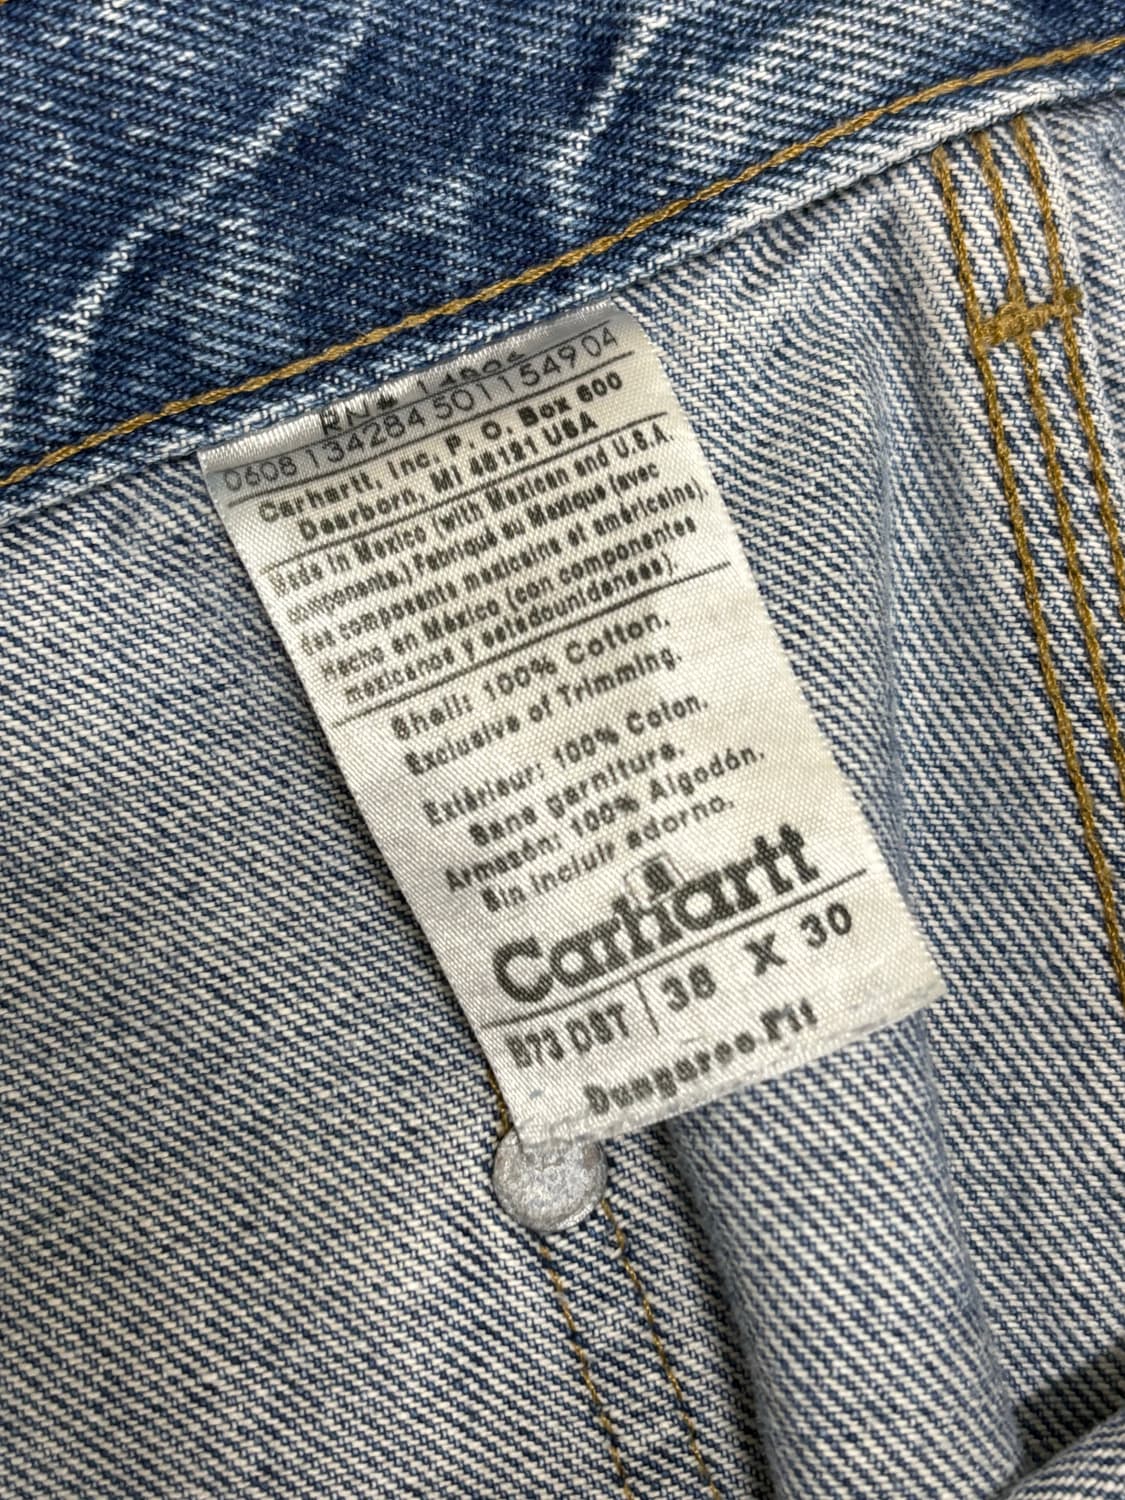 RN# 14806
0608 134284 501154904
Carhartt, Inc. P. O. Box 600
Dearborn, MI 48121 USA
Made in Mexico (with Mexican and U.S.A.
components.) Fabriqué au Mexique (avec
des composants mexicains et américains).
Hecho en México (con componentes
mexicanos y estadounidenses).
Shell: 100% Cotton.
Exclusive of Trimming.
Extérieur: 100% Coton.
Sans garniture.
Armazón: 100% Algodón.
Sin incluir adorno.
Carhartt
B73 DST 38 X 30
Dungaree Fit